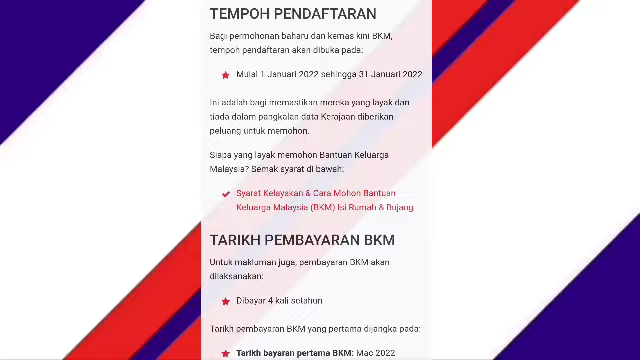 TEMPOH PENDAFTARAN
Bagi permohonan baharu dan kemas kini BKM,
tempoh pendaftaran akan dibuka pada:
Mulai 1 Januari 2022 sehingga 31 Januari 2022
Ini adalah bagi memastikan mereka yang layak dan
tiada dalam pangkalan data Kerajaan diberikan
peluang untuk memohon.
Siapa yang layak memohon Bantuan Keluarga
Malaysia? Semak syarat di bawah:
Syarat Kelayakan & Cara Mohon Bantuan
Keluarga Malaysia (BKM) Isi Rumah & Bujang
TARIKH PEMBAYARAN BKM
Untuk makluman juga, pembayaran BKM akan
dilaksanakan:
Dibayar 4 kali setahun
Tarikh pembayaran BKM yang pertama dijangka pada:
Tarikh bayaran pertama BKM: Mac 2022